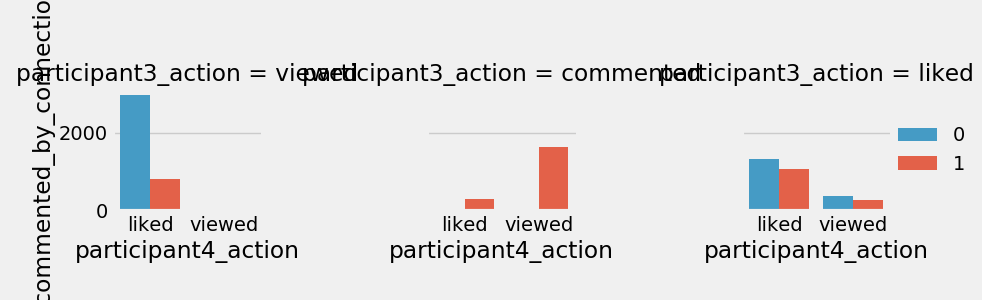 commented_by_connectio
participant3_action = viewed
participant3_action = commented
participant3_action = liked
2000
0
liked viewed
participant4_action
liked viewed
participant4_action
liked viewed
participant4_action
0
1